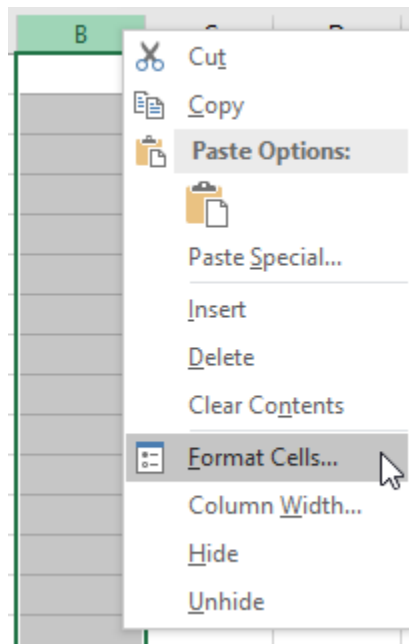 B
Cut
Copy
Paste Options:
Paste Special...
Insert
Delete
Clear Contents
Format Cells...
Column Width...
Hide
Unhide